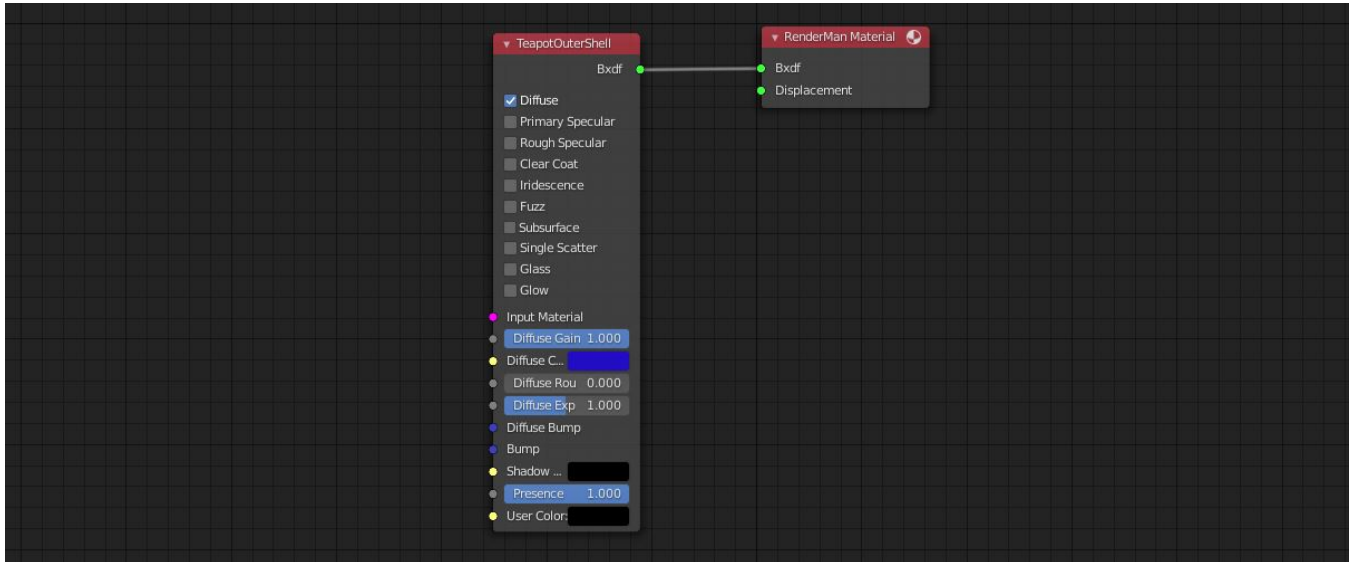 TeapotOuterShell
Bxdf
Diffuse
Primary Specular
Rough Specular
Clear Coat
Iridescence
Fuzz
Subsurface
Single Scatter
Glass
Glow
Input Material
Diffuse Gain 1.000
Diffuse C...
Diffuse Rou 0.000
Diffuse Exp 1.000
Diffuse Bump
Bump
Shadow ...
Presence 1.000
User Color:
RenderMan Material
Bxdf
Displacement